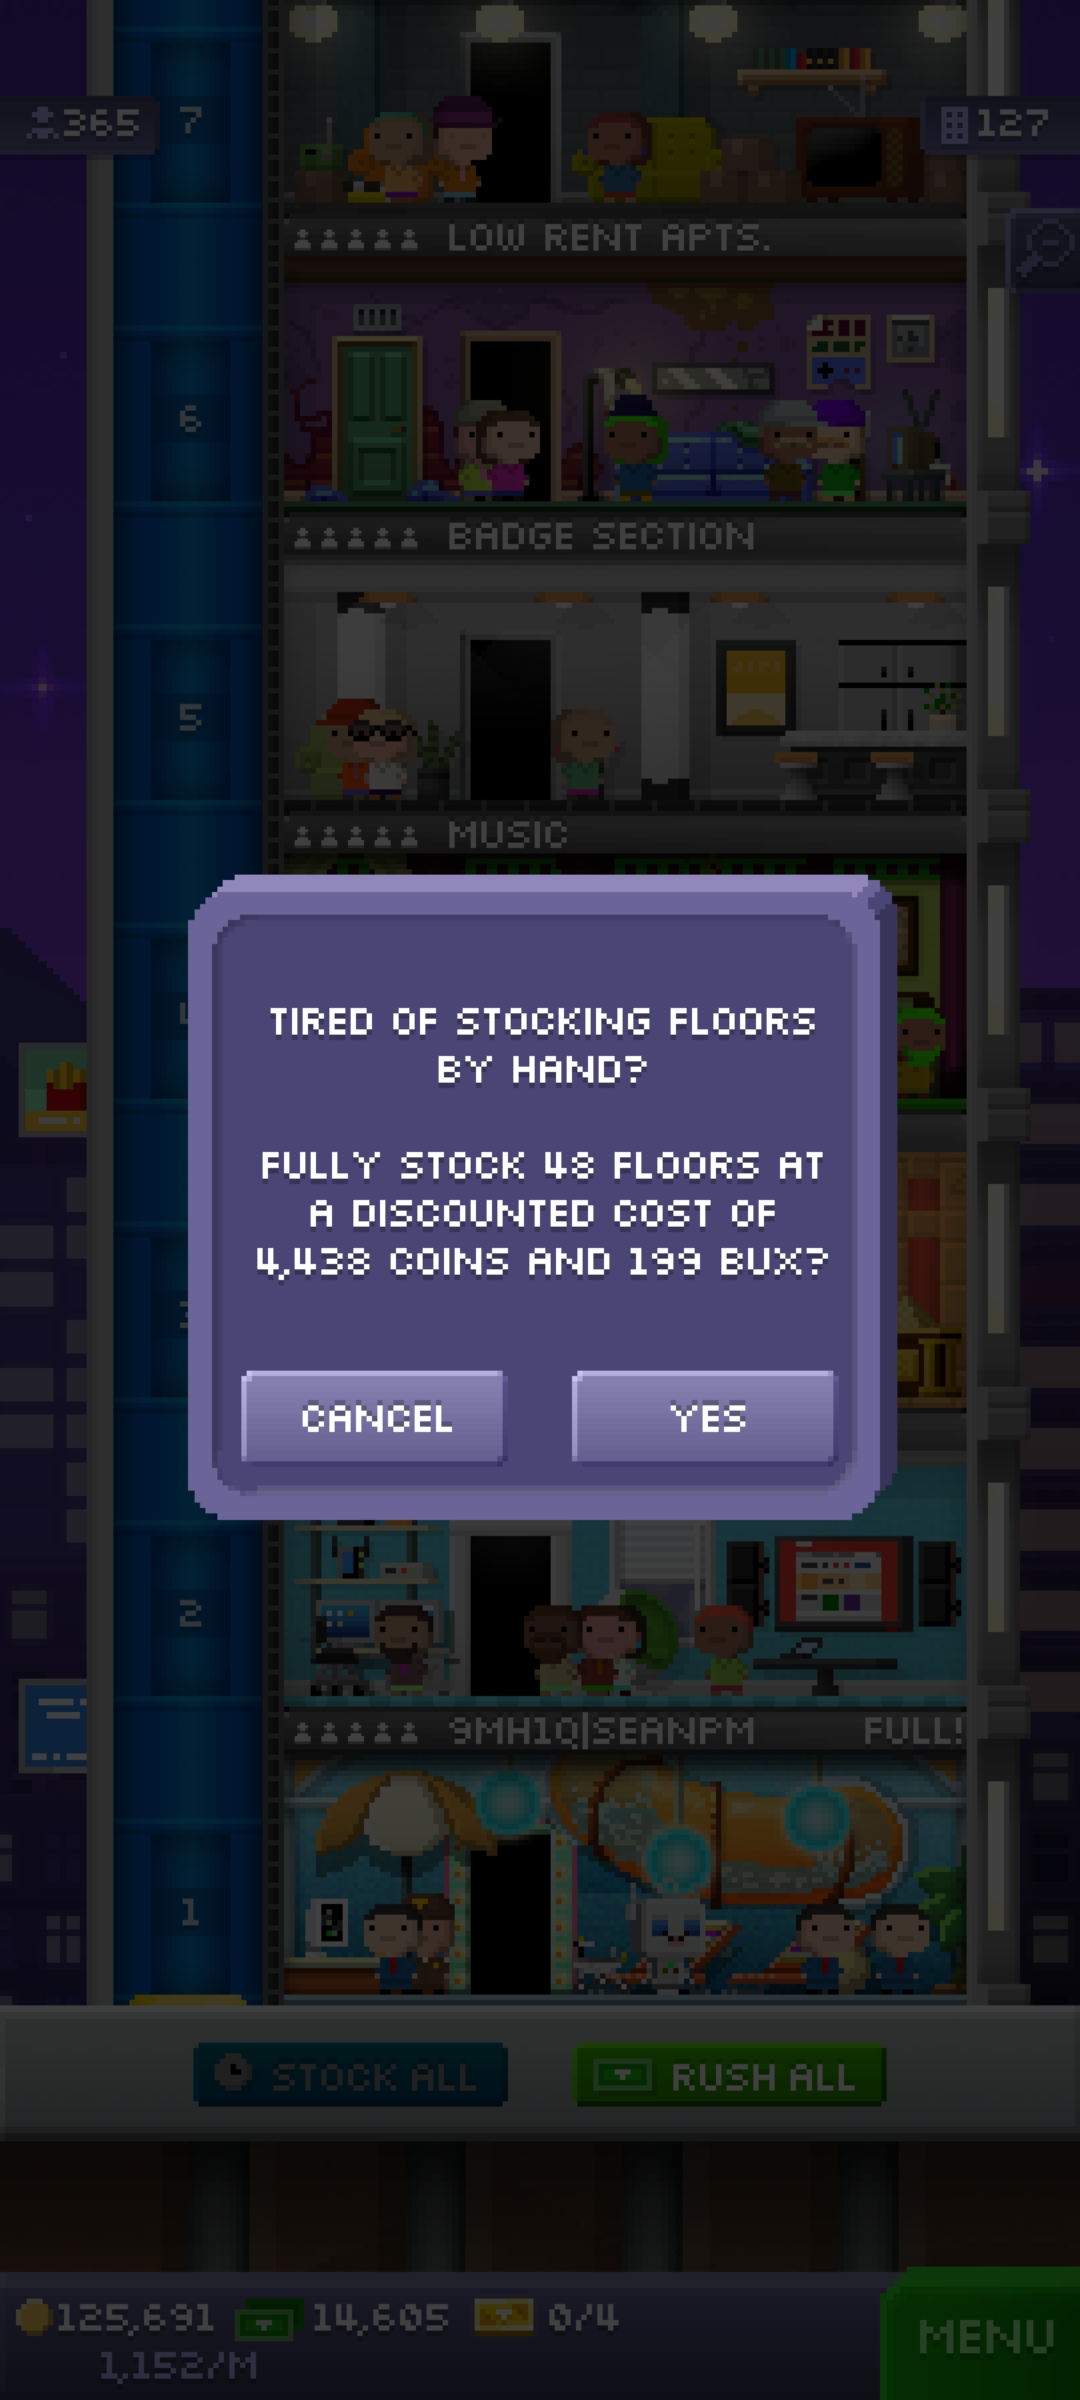 365
7
127
LOW RENT APTS.
6
BADGE SECTION
5
MUSIC
TIRED OF STOCKING FLOORS
BY HAND?
FULLY STOCK 48 FLOORS AT
A DISCOUNTED COST OF
4,438 COINS AND 199 BUX?
CANCEL
YES
2
9MH1Q|SEANPM
FULL!
1
STOCK ALL
RUSH ALL
125,691
14,605
0/4
MENU
1,152/M